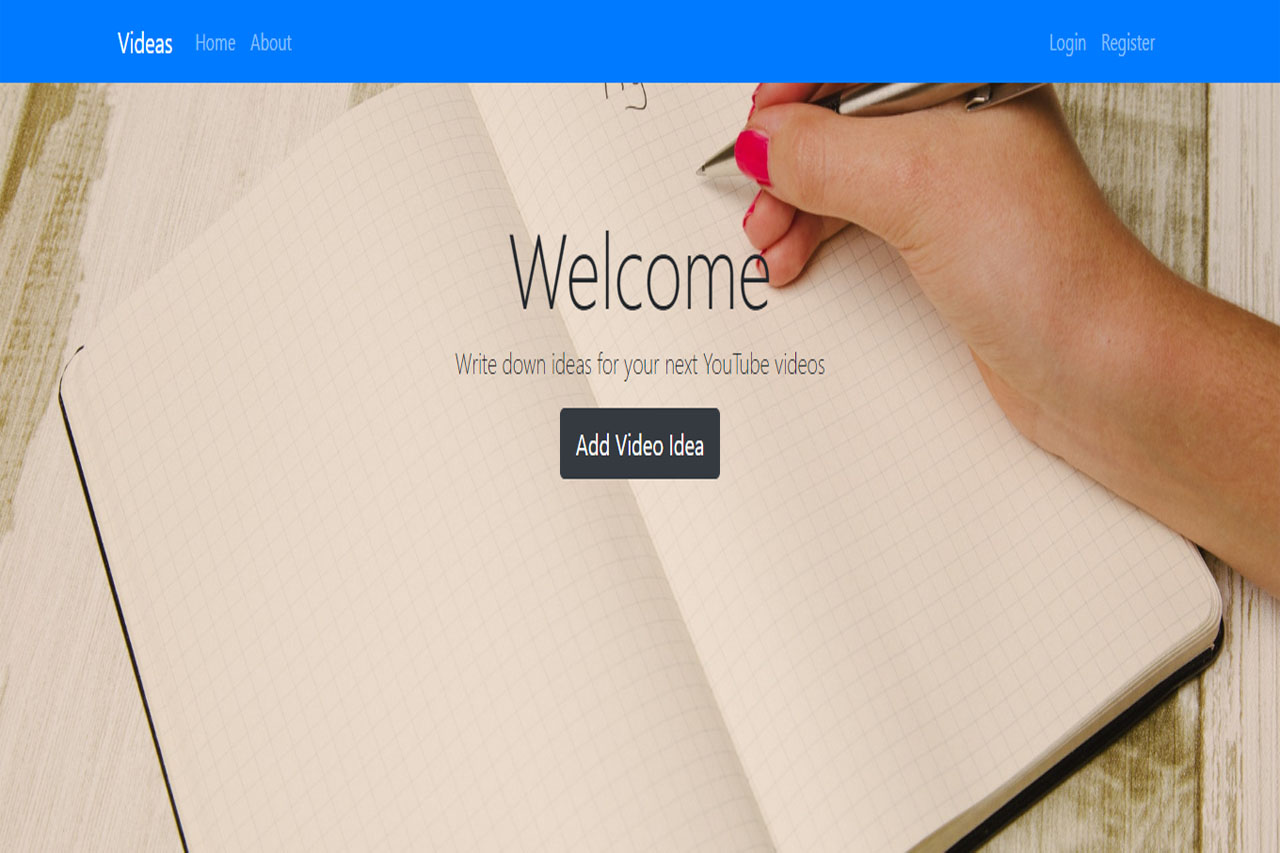 Videas Home About Login Register
Welcome
Write down ideas for your next YouTube videos
Add Video Idea